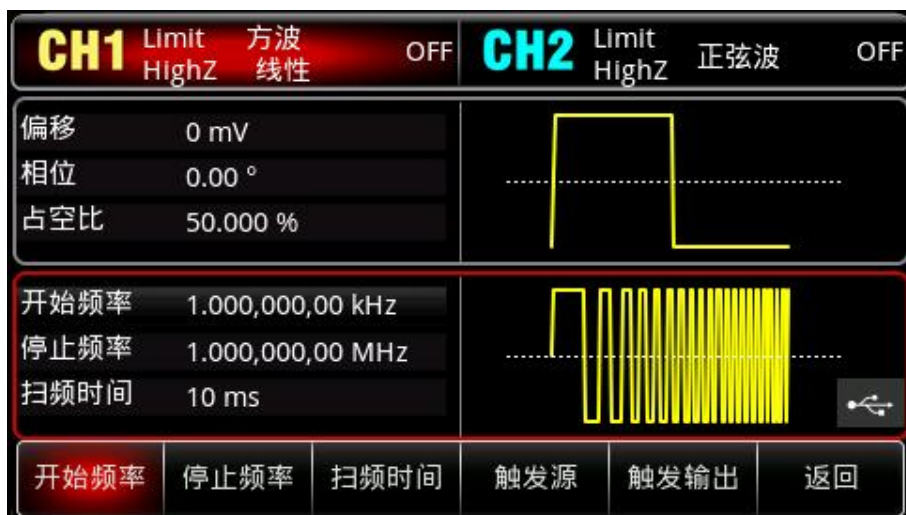 CH1 Limit 方波 OFF CH2 Limit 正弦波 OFF
HighZ 线性 HighZ
偏移 0 mV
相位 0.00 °
占空比 50.000 %
开始频率 1.000,000,00 kHz
停止频率 1.000,000,00 MHz
扫频时间 10 ms
开始频率 停止频率 扫频时间 触发源 触发输出 返回